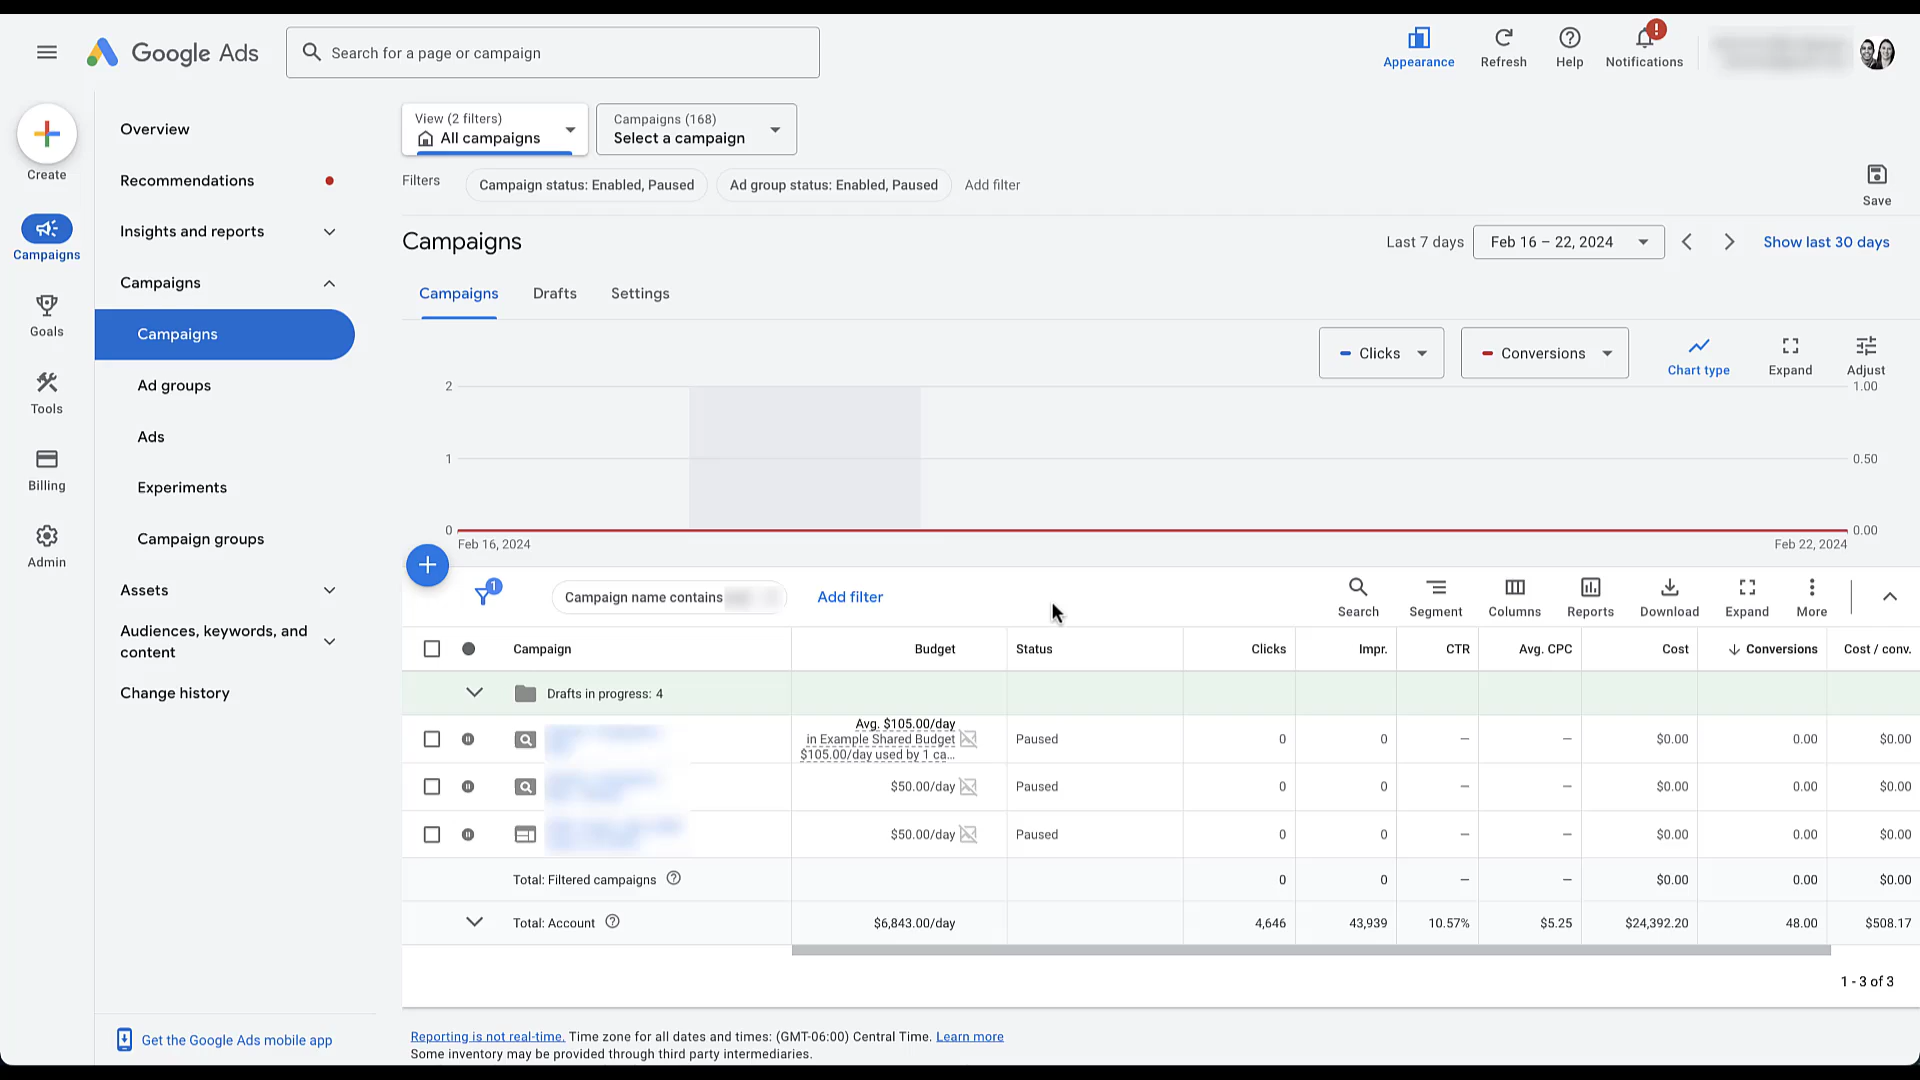 Google Ads
Search for a page or campaign
Appearance
Refresh
Help
!
Notifications
Create
Campaigns
Goals
Tools
Billing
Admin
Overview
Recommendations
Insights and reports
Campaigns
Campaigns
Ad groups
Ads
Experiments
Campaign groups
Assets
Audiences, keywords, and
content
Change history
Get the Google Ads mobile app
View (2 filters)
All campaigns
Campaigns (168)
Select a campaign
Filters
Campaign status: Enabled, Paused
Ad group status: Enabled, Paused
Add filter
Save
Campaigns
Last 7 days
Feb 16 – 22, 2024
Show last 30 days
Campaigns
Drafts
Settings
Clicks
Conversions
Chart type
Expand
Adjust
2
1
0
1.00
0.50
0.00
Feb 16, 2024
Feb 22, 2024
1
Campaign name contains
Add filter
Search
Segment
Columns
Reports
Download
Expand
More
Campaign Budget Status Clicks Impr. CTR Avg. CPC Cost Conversions Cost / conv.
Drafts in progress: 4
Avg. $105.00/day
in Example Shared Budget
$105.00/day used by 1 ca...
Paused 0 0 — — $0.00 0.00 $0.00
$50.00/day Paused 0 0 — — $0.00 0.00 $0.00
$50.00/day Paused 0 0 — — $0.00 0.00 $0.00
Total: Filtered campaigns 0 0 — — $0.00 0.00 $0.00
Total: Account $6,843.00/day 4,646 43,939 10.57% $5.25 $24,392.20 48.00 $508.17
1 - 3 of 3
Reporting is not real-time. Time zone for all dates and times: (GMT-06:00) Central Time. Learn more
Some inventory may be provided through third party intermediaries.